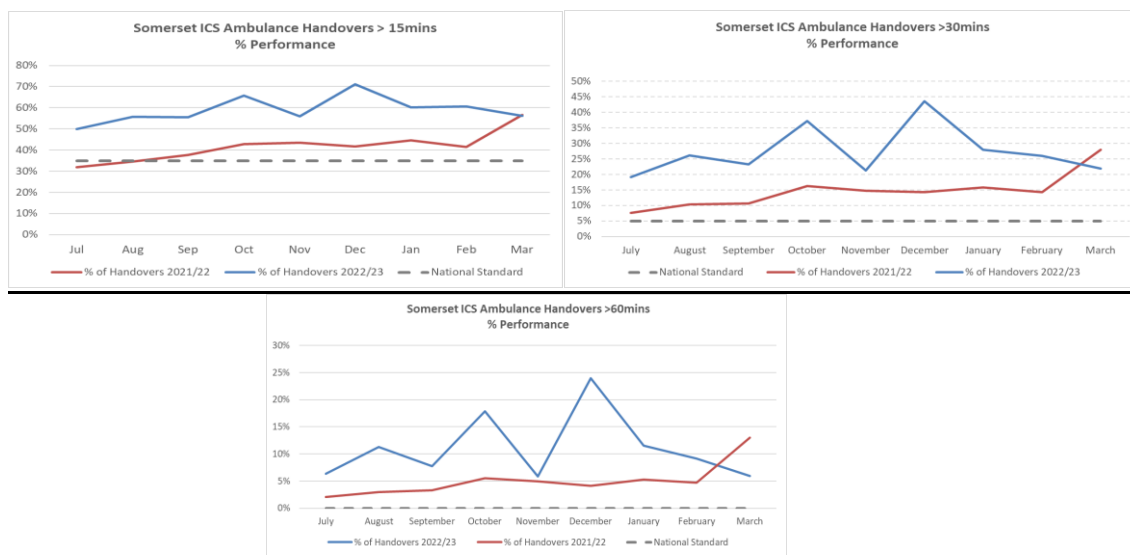 Somerset ICS Ambulance Handovers > 15mins
% Performance
80%
70%
60%
50%
40%
30%
20%
10%
0%
Jul Aug Sep Oct Nov Dec Jan Feb Mar
% of Handovers 2021/22 % of Handovers 2022/23 National Standard
Somerset ICS Ambulance Handovers >30mins
% Performance
50%
45%
40%
35%
30%
25%
20%
15%
10%
5%
0%
July August September October November December January February March
National Standard % of Handovers 2021/22 % of Handovers 2022/23
Somerset ICS Ambulance Handovers >60mins
% Performance
30%
25%
20%
15%
10%
5%
0%
July August September October November December January February March
% of Handovers 2022/23 % of Handovers 2021/22 National Standard